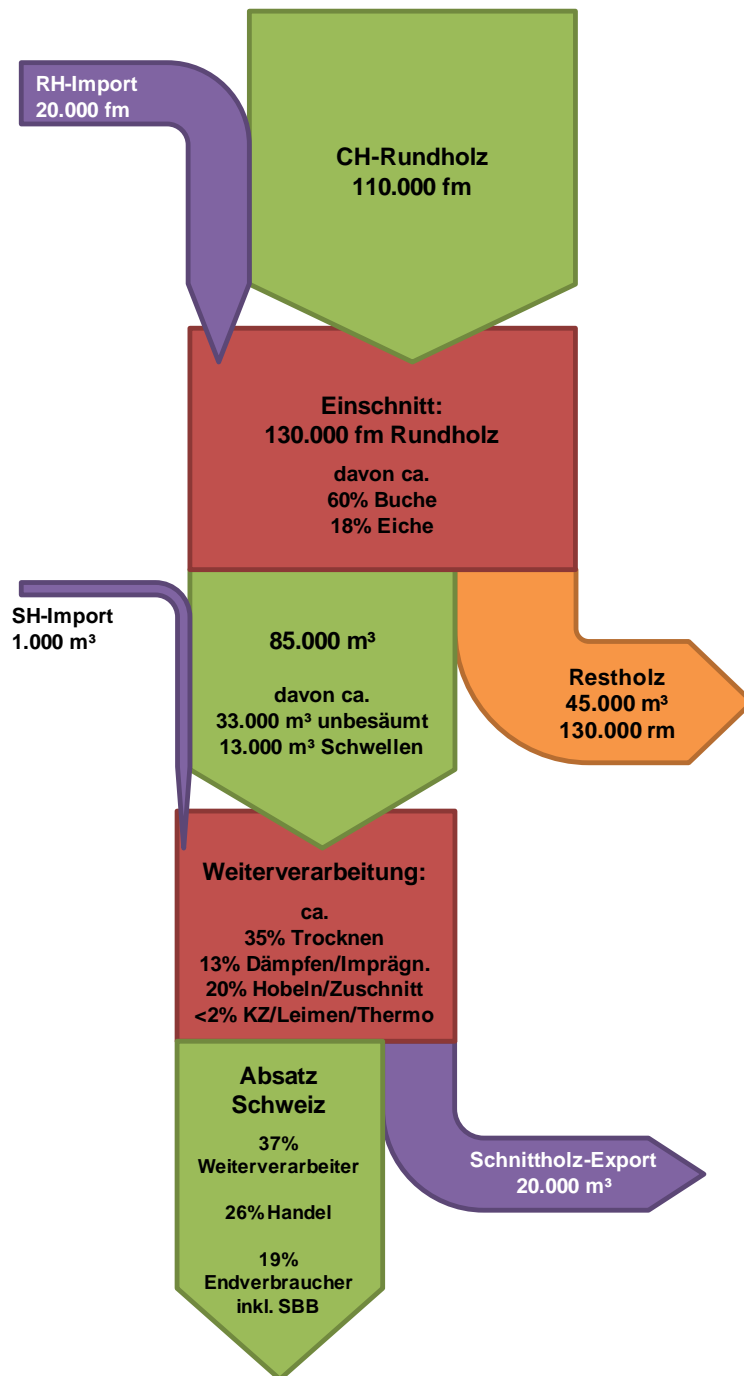 RH-Import
20.000 fm
CH-Rundholz
110.000 fm
Einschnitt:
130.000 fm Rundholz
davon ca.
60% Buche
18% Eiche
SH-Import
1.000 m³
85.000 m³
davon ca.
33.000 m³ unbesäumt
13.000 m³ Schwellen
Restholz
45.000 m³
130.000 rm
Weiterverarbeitung:
ca.
35% Trocknen
13% Dämpfen/Imprägn.
20% Hobeln/Zuschnitt
<2% KZ/Leimen/Thermo
Absatz
Schweiz
37%
Weiterverarbeiter
26% Handel
19%
Endverbraucher
inkl. SBB
Schnittholz-Export
20.000 m³